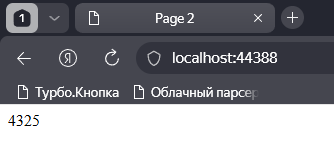 1
Page 2
Я
localhost:44388
Турбо.Кнопка
Облачный парсер
4325